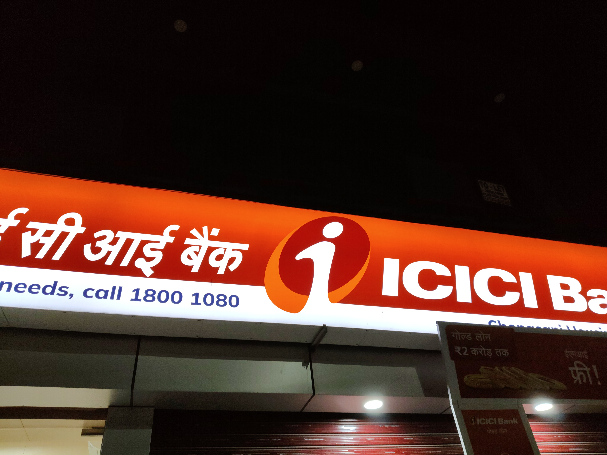 ई सी आई बैंक
ICICI Ba
needs, call 1800 1080
गोल्ड लोन
₹2 करोड़ तक
फ्री!
ICICI Bank